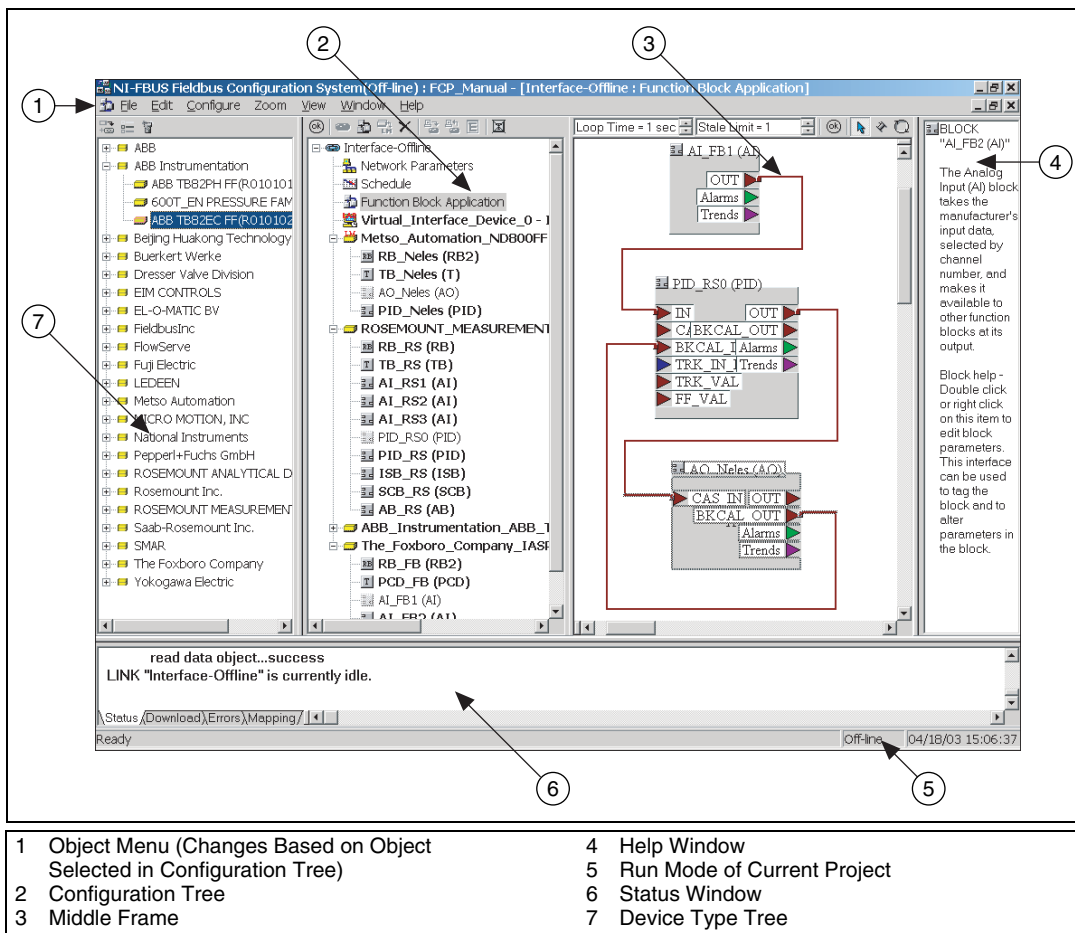 2
3
NI-FBUS Fieldbus Configuration System(Off-line) : FCP_Manual - [Interface-Offline : Function Block Application]
1
File Edit Configure Zoom View Window Help
ABB
ABB Instrumentation
ABB TB82PH FF(R010101
600T_EN PRESSURE FAM
ABB TB82EC FF(R010102
Beijing Huakong Technology
Buerkert Werke
Dresser Valve Division
EIM CONTROLS
EL-O-MATIC BV
FieldbusInc
FlowServe
Fuji Electric
LEDEEN
Metso Automation
MICRO MOTION, INC
National Instruments
Pepperl+Fuchs GmbH
ROSEMOUNT ANALYTICAL D
Rosemount Inc.
ROSEMOUNT MEASUREMEN
Saab-Rosemount Inc.
SMAR
The Foxboro Company
Yokogawa Electric
7
Interface-Offline
Network Parameters
Schedule
Function Block Application
Virtual_Interface_Device_0 - I
Metso_Automation_ND800FF
RB_Neles (RB2)
TB_Neles (T)
AO_Neles (AO)
PID_Neles (PID)
ROSEMOUNT_MEASUREMENT
RB_RS (RB)
TB_RS (TB)
AI_RS1 (AI)
AI_RS2 (AI)
AI_RS3 (AI)
PID_RS0 (PID)
PID_RS (PID)
ISB_RS (ISB)
SCB_RS (SCB)
AB_RS (AB)
ABB_Instrumentation_ABB_T
The_Foxboro_Company_IASP
RB_FB (RB2)
PCD_FB (PCD)
AI_FB1 (AI)
AI_FB2 (AI)
Loop Time = 1 sec Stale Limit = 1
AI_FB1 (AI)
OUT
Alarms
Trends
PID_RS0 (PID)
IN OUT
CA BKCAL_OUT
BKCAL_I Alarms
TRK_IN_I Trends
TRK_VAL
FF_VAL
AO_Neles (AO)
CAS_IN OUT
BKCAL_OUT
Alarms
Trends
BLOCK
"AI_FB2 (AI)"
4
The Analog
Input (AI) block
takes the
manufacturer's
input data,
selected by
channel
number, and
makes it
available to
other function
blocks at its
output.
Block help -
Double click
or right click
on this item to
edit block
parameters.
This interface
can be used
to tag the
block and to
alter
parameters in
the block.
read data object...success
LINK "Interface-Offline" is currently idle.
Status Download Errors Mapping
Ready Off-line 04/18/03 15:06:37
6
5
1 Object Menu (Changes Based on Object
Selected in Configuration Tree)
2 Configuration Tree
3 Middle Frame
4 Help Window
5 Run Mode of Current Project
6 Status Window
7 Device Type Tree